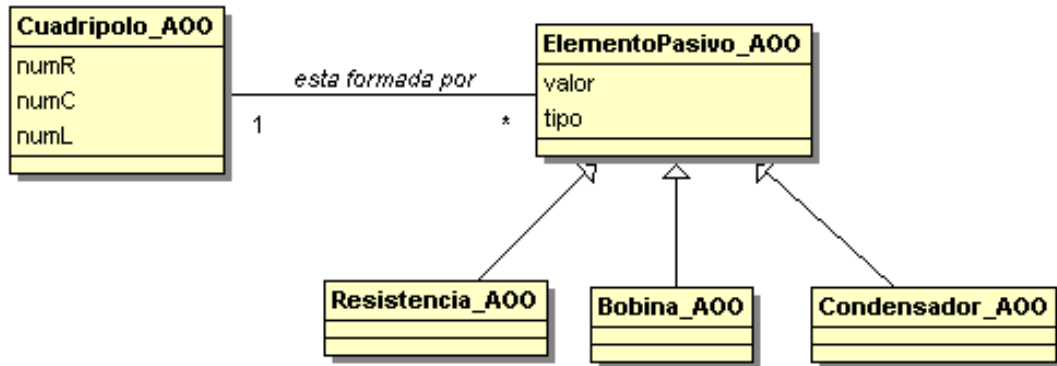 Cuadripolo_AOO
numR
numC
numL
esta formada por
1
*
ElementoPasivo_AOO
valor
tipo
Resistencia_AOO
Bobina_AOO
Condensador_AOO